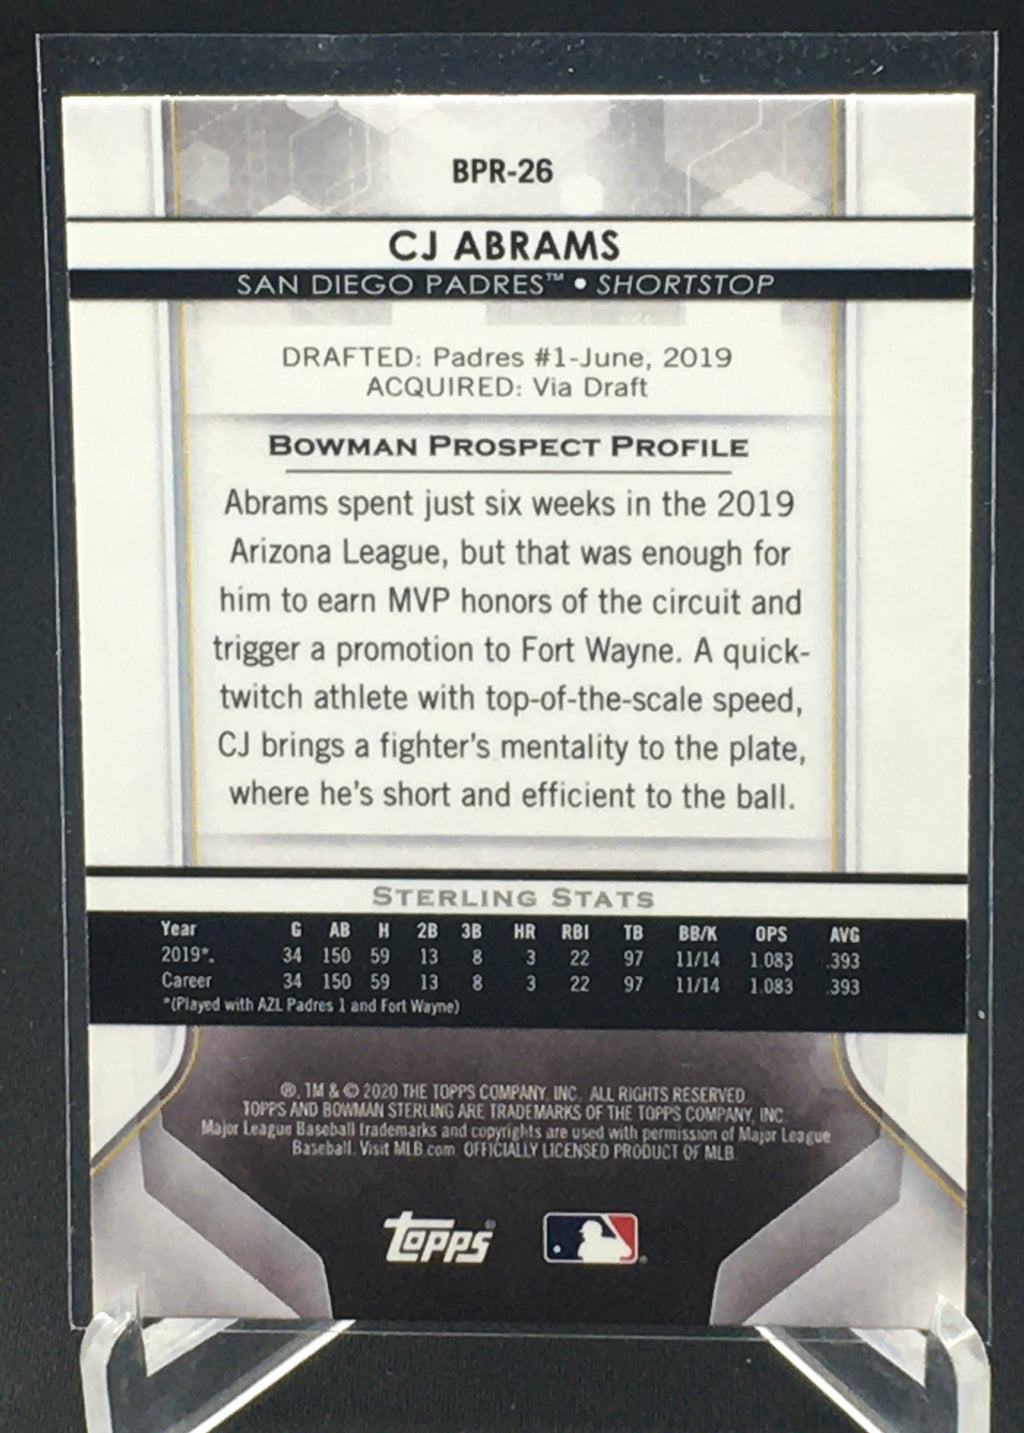 BPR-26
CJ ABRAMS
SAN DIEGO PADRES™ • SHORTSTOP
DRAFTED: Padres #1-June, 2019
ACQUIRED: Via Draft
BOWMAN PROSPECT PROFILE
Abrams spent just six weeks in the 2019
Arizona League, but that was enough for
him to earn MVP honors of the circuit and
trigger a promotion to Fort Wayne. A quick-
twitch athlete with top-of-the-scale speed,
CJ brings a fighter's mentality to the plate,
where he's short and efficient to the ball.
STERLING STATS
Year G AB H 2B 3B HR RBI TB BB/K OPS AVG
2019*. 34 150 59 13 8 3 22 97 11/14 1.083 .393
Career 34 150 59 13 8 3 22 97 11/14 1.083 .393
*(Played with AZL Padres 1 and Fort Wayne)
®, TM & © 2020 THE TOPPS COMPANY, INC. ALL RIGHTS RESERVED.
TOPPS AND BOWMAN STERLING ARE TRADEMARKS OF THE TOPPS COMPANY, INC.
Major League Baseball trademarks and copyrights are used with permission of Major League
Baseball. Visit MLB.com. OFFICIALLY LICENSED PRODUCT OF MLB.
Topps®